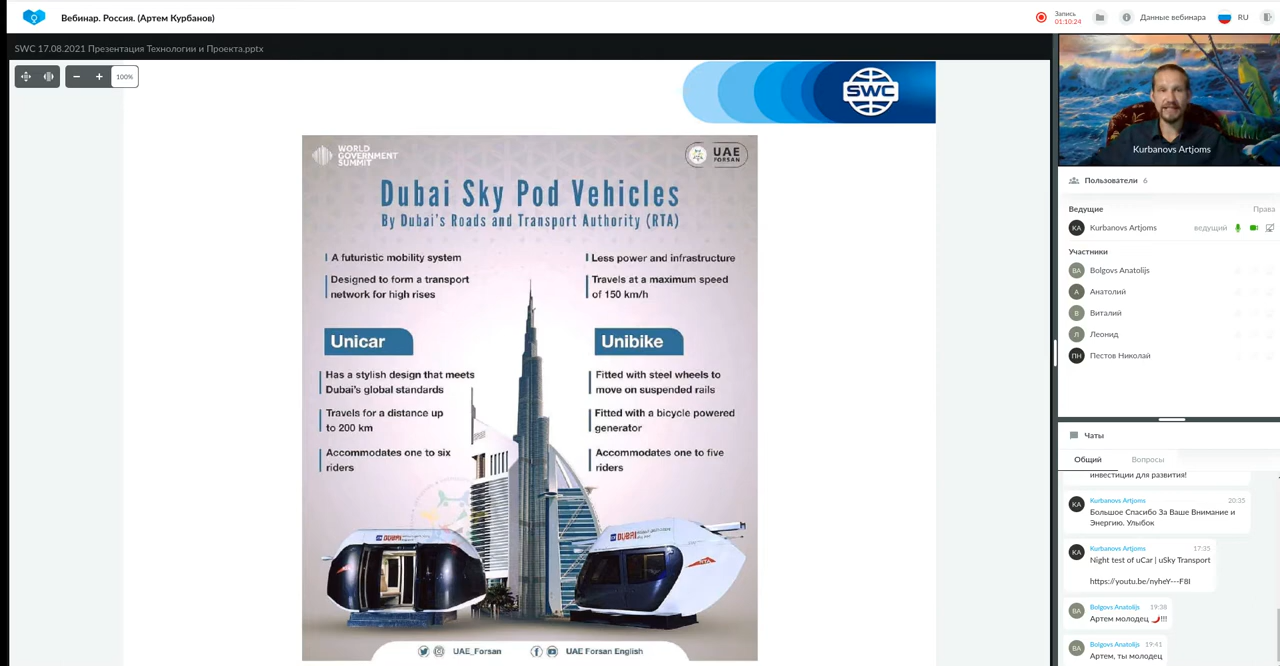 Вебинар. Россия. (Артем Курбанов)
Запись
01:10:24
Данные вебинара
RU
SWC 17.08.2021 Презентация Технологии и Проекта.pptx
100%
SWC
WORLD
GOVERNMENT
SUMMIT
UAE
FORSAN
Dubai Sky Pod Vehicles
By Dubai's Roads and Transport Authority (RTA)
A futuristic mobility system
Designed to form a transport
network for high rises
Less power and infrastructure
Travels at a maximum speed
of 150 km/h
Unicar
Has a stylish design that meets
Dubai's global standards
Travels for a distance up
to 200 km
Accommodates one to six
riders
Unibike
Fitted with steel wheels to
move on suspended rails
Fitted with a bicycle powered
generator
Accommodates one to five
riders
DUBAI
DUBAI
RTA
UAE_Forsan
UAE Forsan English
Kurbanovs Artjoms
Пользователи 6
Ведущие
Права
KA
Kurbanovs Artjoms
ведущий
Участники
BA
Bolgovs Anatolijs
А
Анатолий
В
Виталий
Л
Леонид
ПН
Пестов Николай
Чаты
Общий
Вопросы
инвестиции для развития!
KA
Kurbanovs Artjoms
20:35
Большое Спасибо За Ваше Внимание и
Энергию. Улыбок
KA
Kurbanovs Artjoms
17:35
Night test of uCar | uSky Transport
https://youtu.be/nyheY---F8I
BA
Bolgovs Anatolijs
19:38
Артем молодец 🌶️!!!
BA
Bolgovs Anatolijs
19:41
Артем, ты молодец